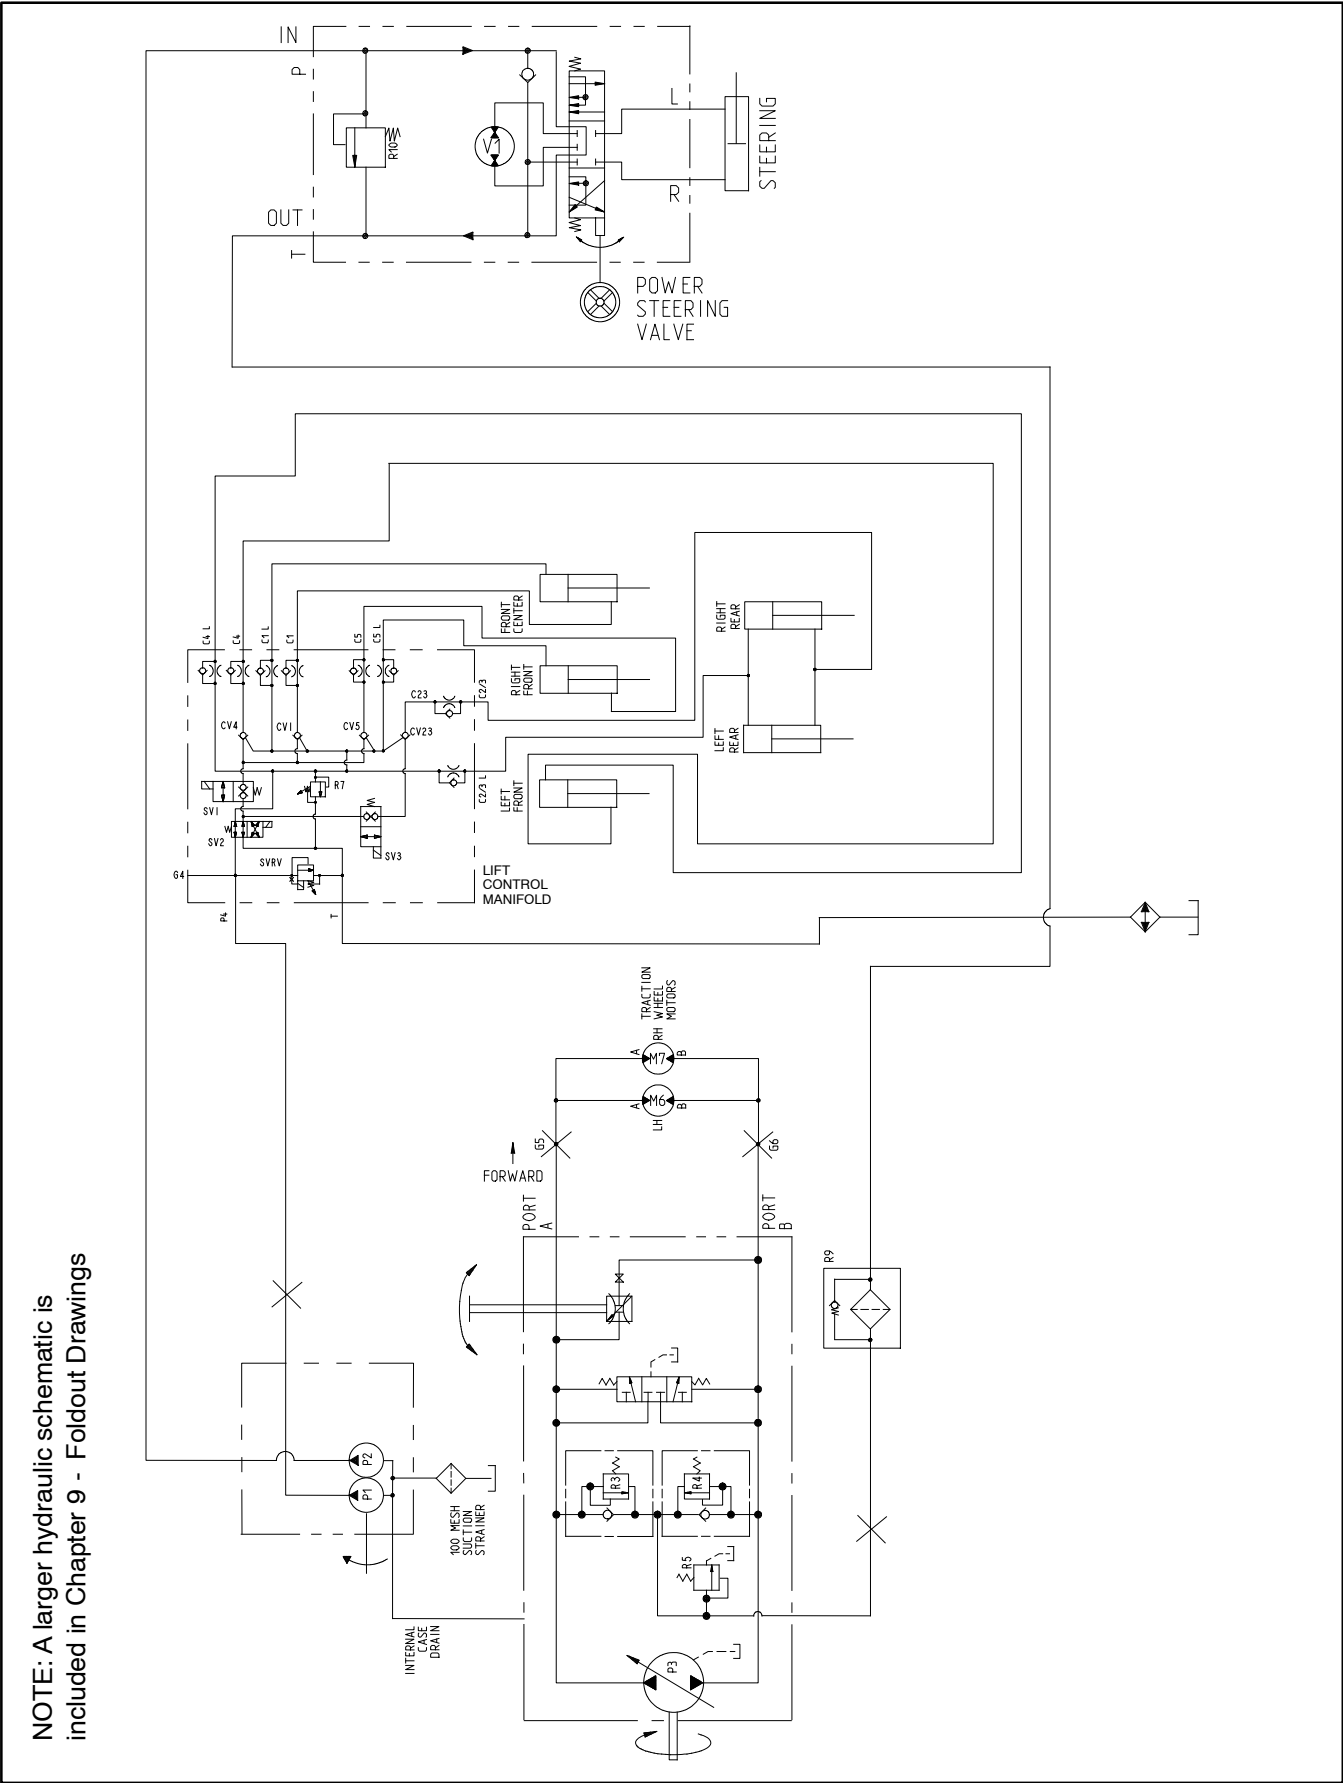 NOTE: A larger hydraulic schematic is
included in Chapter 9 - Foldout Drawings
IN
P
R10
V1
OUT
T
L
R
STEERING
POWER
STEERING
VALVE
C4 L
C4
C1 L
C1
C5
C5 L
C23
C2/3
CV4
CV1
CV5
CV23
SV1
R7
C2/3 L
SV2
SV3
SVRV
G4
P4
T
LIFT
CONTROL
MANIFOLD
FRONT
CENTER
RIGHT
FRONT
LEFT
FRONT
RIGHT
REAR
LEFT
REAR
TRACTION
WHEEL
MOTORS
RH
A
M7
B
A
M6
B
LH
G5
G6
FORWARD
PORT
A
PORT
B
R9
P2
P1
100 MESH
SUCTION
STRAINER
INTERNAL
CASE
DRAIN
R3
R4
R5
P3